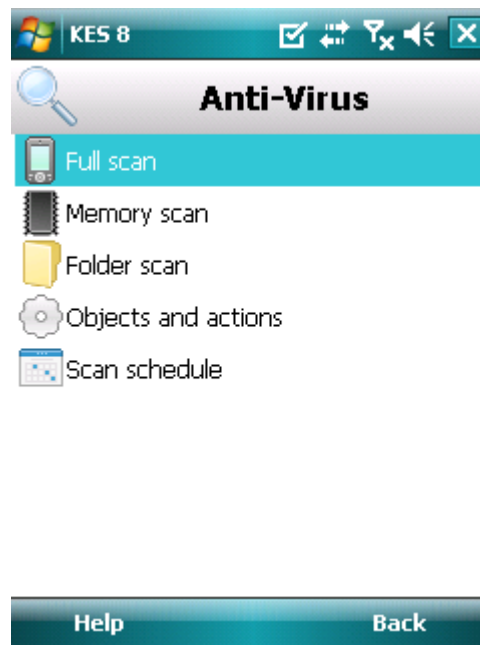 KES 8
Anti-Virus
Full scan
Memory scan
Folder scan
Objects and actions
Scan schedule
Help Back